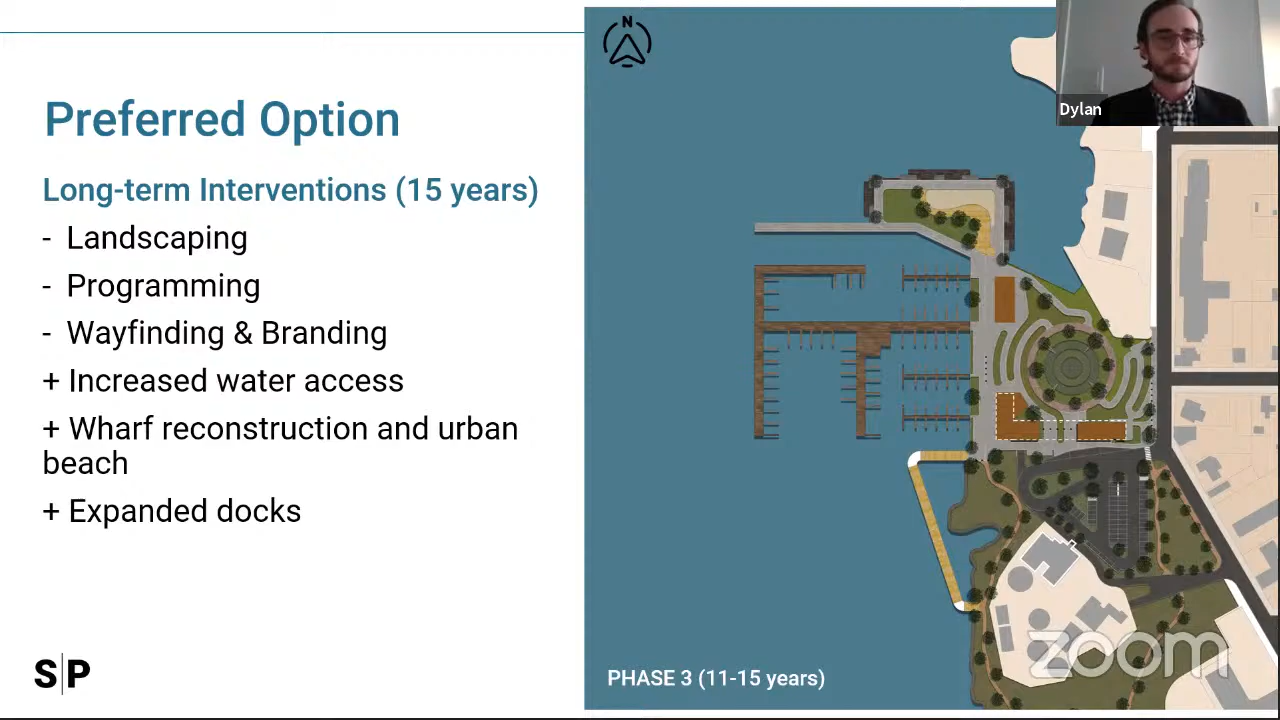 Preferred Option
Long-term Interventions (15 years)
- Landscaping
- Programming
- Wayfinding & Branding
+ Increased water access
+ Wharf reconstruction and urban
beach
+ Expanded docks
S|P
N
Dylan
PHASE 3 (11-15 years)
zoom